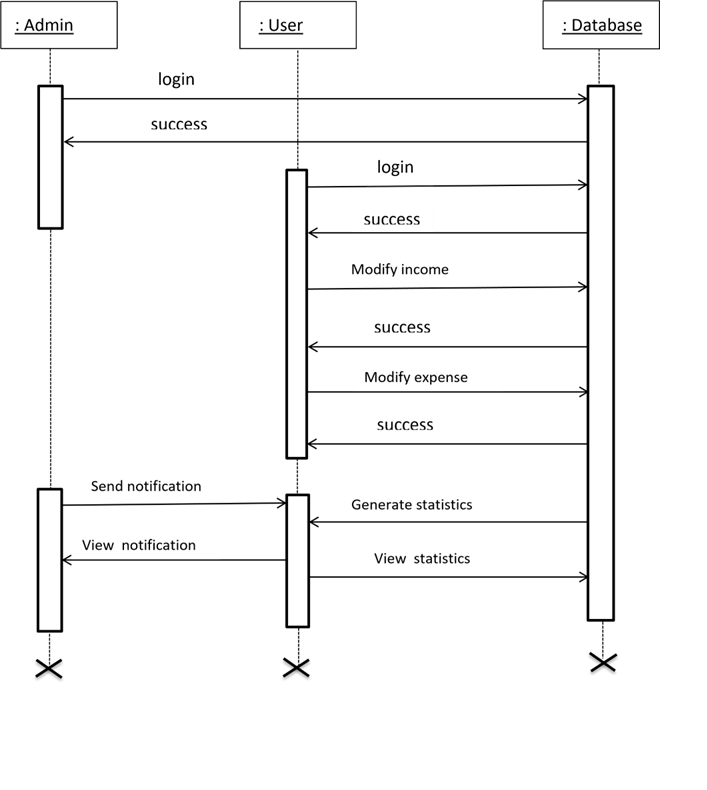 : Admin
: User
: Database
login
success
login
success
Modify income
success
Modify expense
success
Send notification
Generate statistics
View  notification
View  statistics